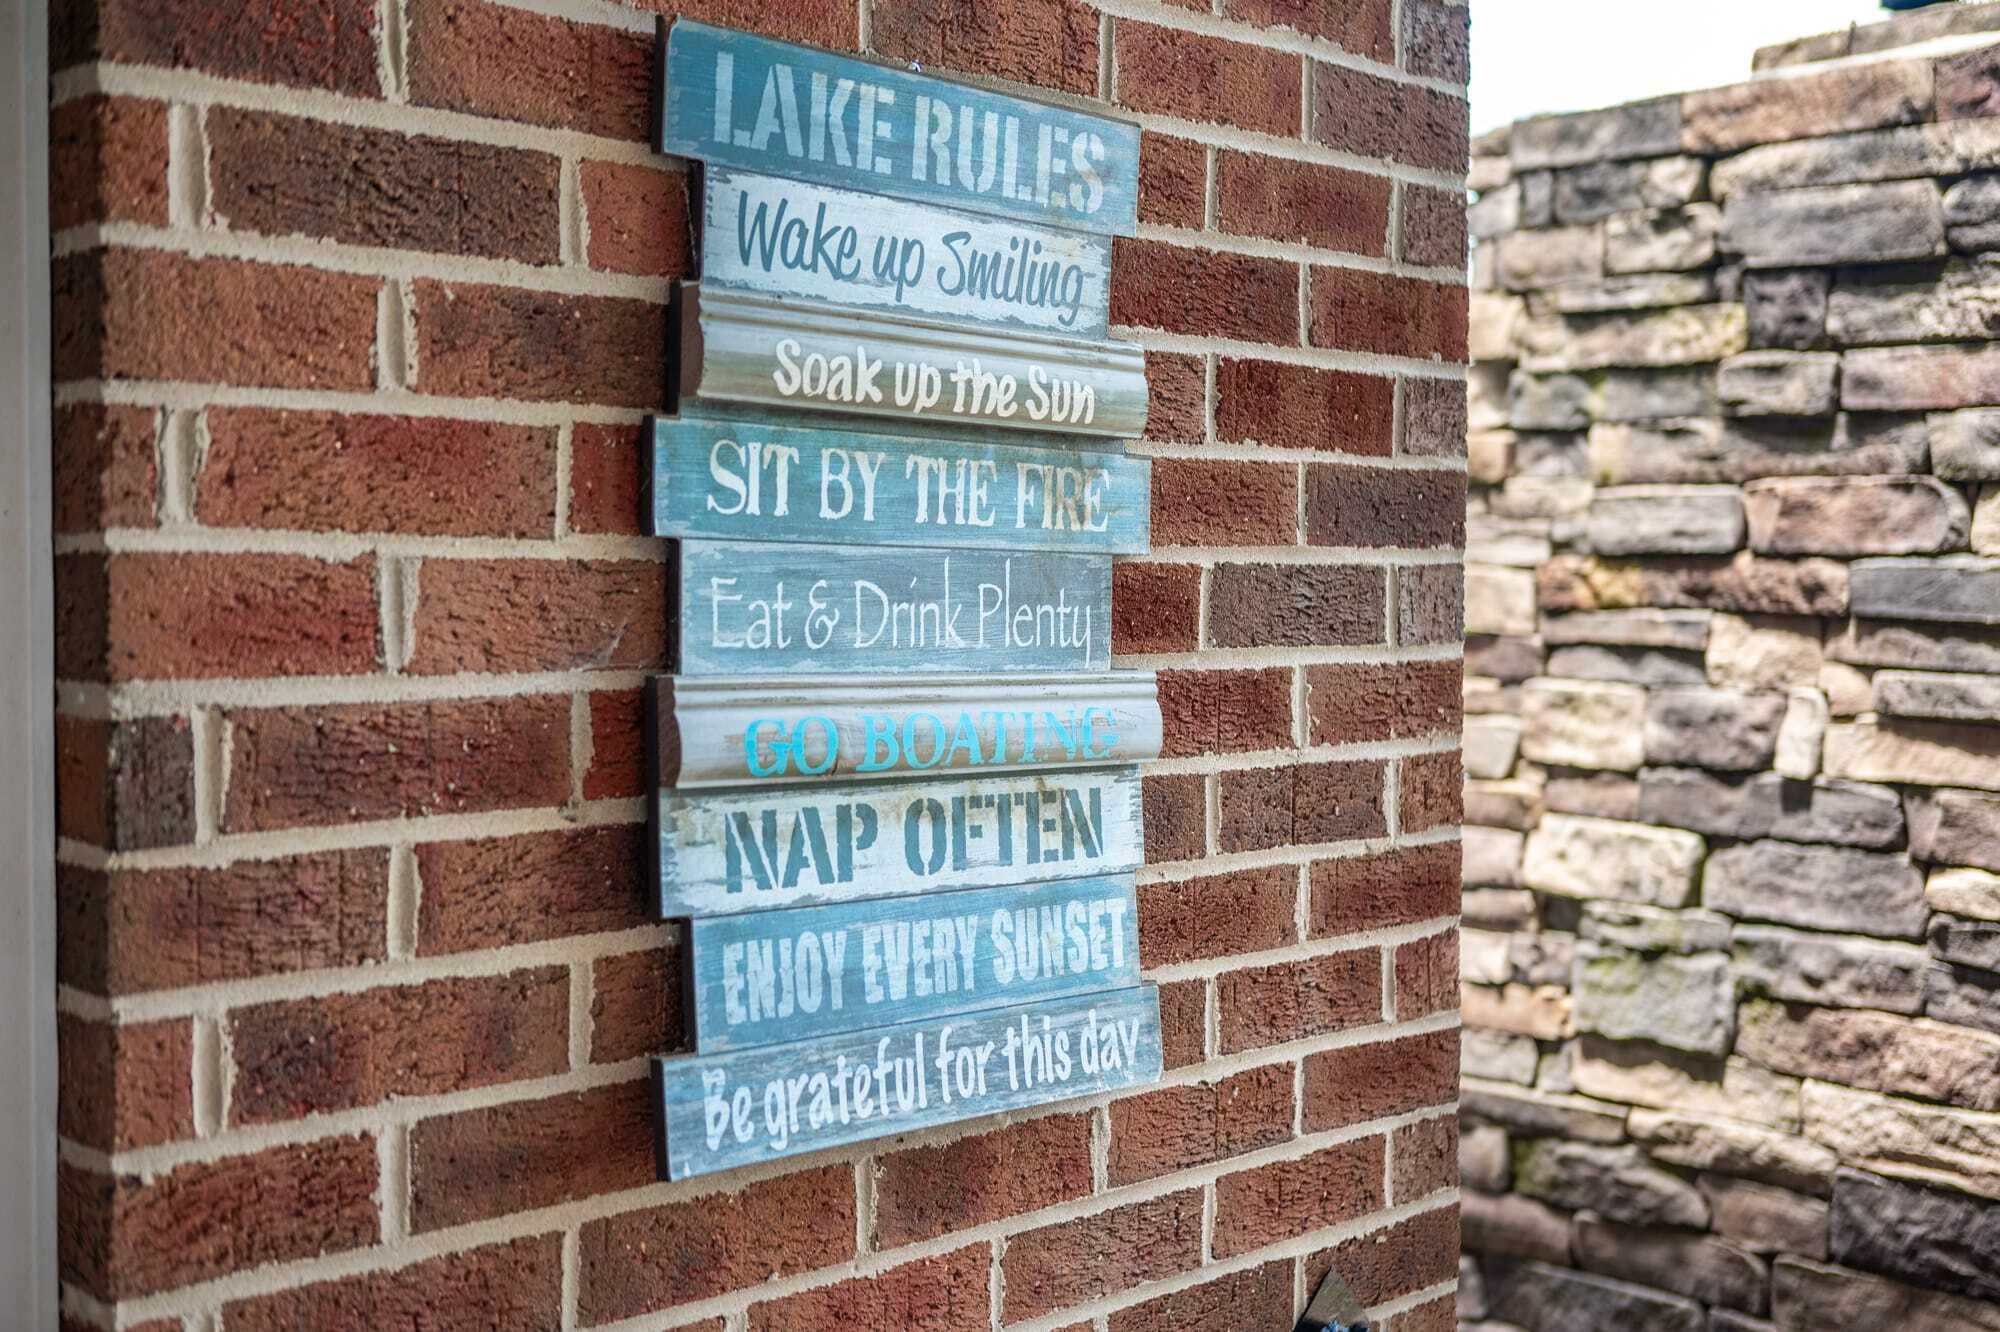 LAKE RULES
Wake up Smiling
Soak up the Sun
SIT BY THE FIRE
Eat & Drink Plenty
GO BOATING
NAP OFTEN
ENJOY EVERY SUNSET
Be grateful for this day